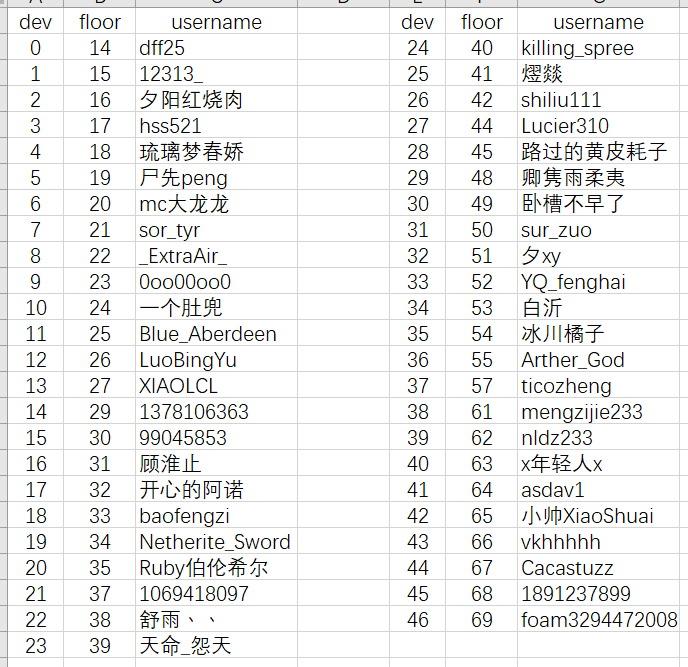 dev floor username dev floor username
0 14 dff25 24 40 killing_spree
1 15 12313_ 25 41 熤燚
2 16 夕阳红烧肉 26 42 shiliu111
3 17 hss521 27 44 Lucier310
4 18 琉璃梦春娇 28 45 路过的黄皮耗子
5 19 尸先peng 29 48 卿隽雨柔夷
6 20 mc大龙龙 30 49 卧槽不早了
7 21 sor_tyr 31 50 sur_zuo
8 22 _ExtraAir_ 32 51 夕xy
9 23 0oo00oo0 33 52 YQ_fenghai
10 24 一个肚兜 34 53 白沂
11 25 Blue_Aberdeen 35 54 冰川橘子
12 26 LuoBingYu 36 55 Arther_God
13 27 XIAOLCL 37 57 ticozheng
14 29 1378106363 38 61 mengzijie233
15 30 99045853 39 62 nldz233
16 31 顾淮止 40 63 x年轻人x
17 32 开心的阿诺 41 64 asdav1
18 33 baofengzi 42 65 小帅XiaoShuai
19 34 Netherite_Sword 43 66 vkhhhhh
20 35 Ruby伯伦希尔 44 67 Cacastuzz
21 37 1069418097 45 68 1891237899
22 38 舒雨、、 46 69 foam3294472008
23 39 天命_怨天